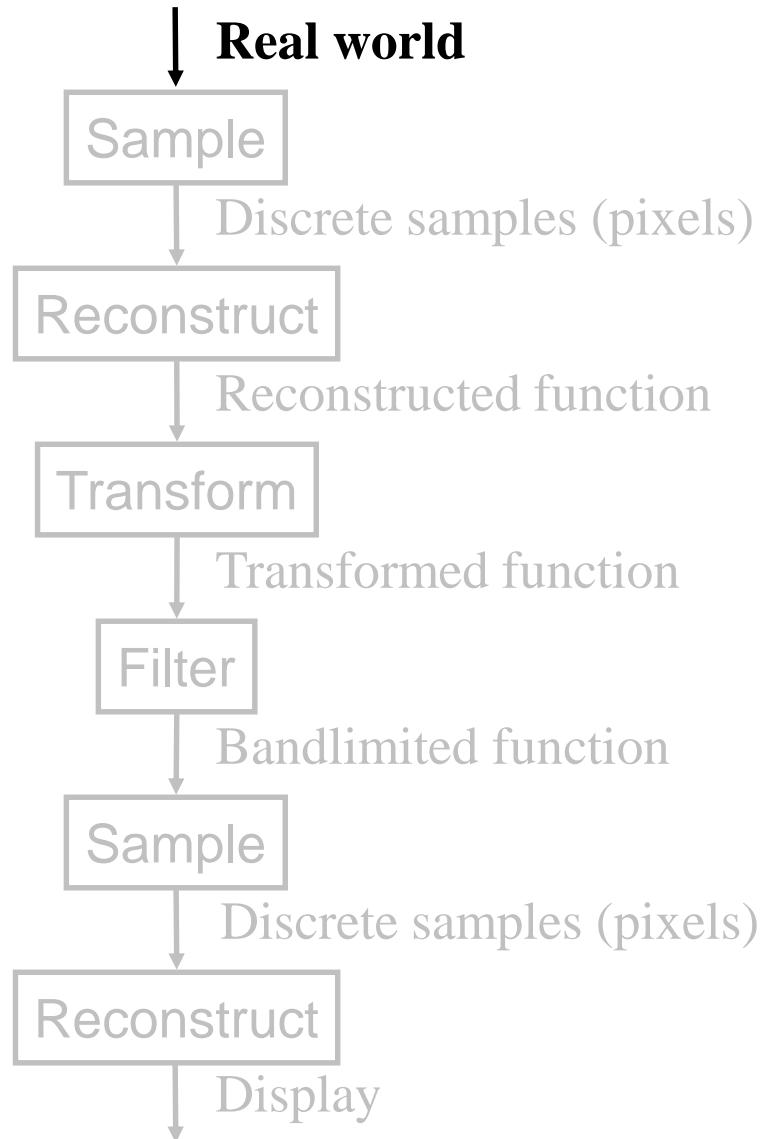 Real world
Sample
Discrete samples (pixels)
Reconstruct
Reconstructed function
Transform
Transformed function
Filter
Bandlimited function
Sample
Discrete samples (pixels)
Reconstruct
Display